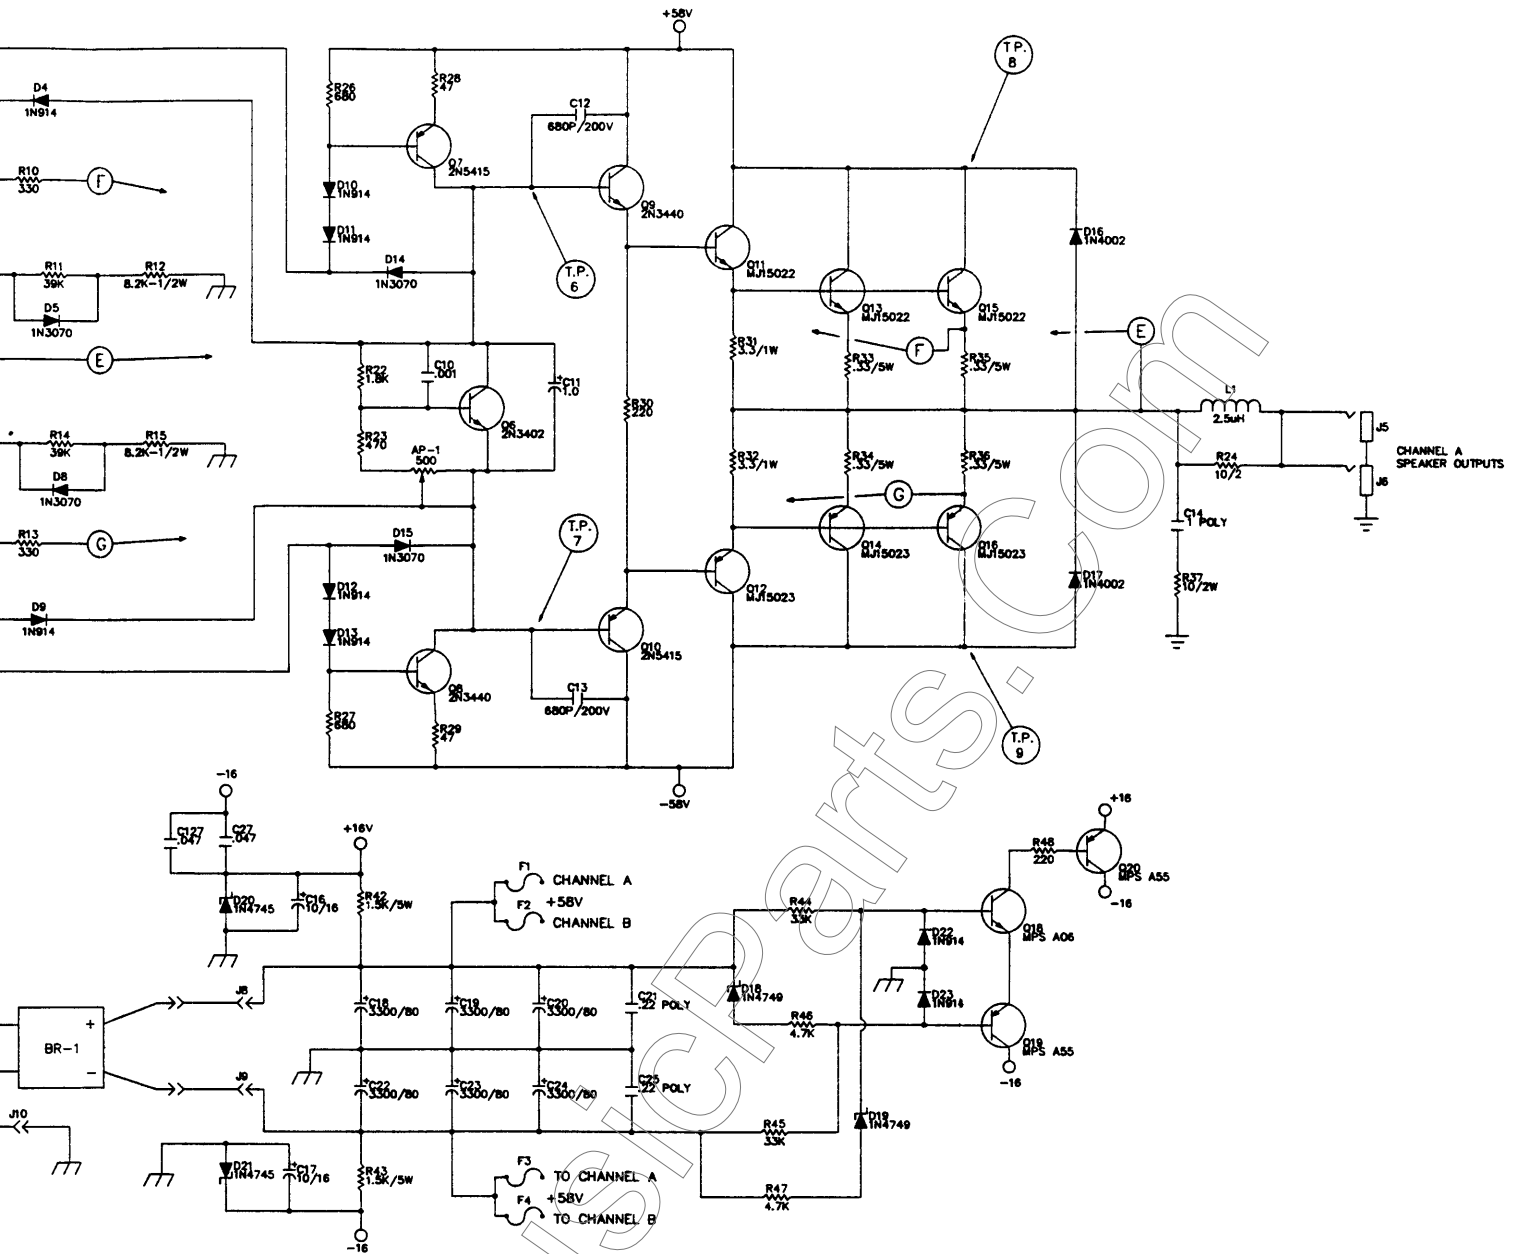 +58V
T.P.
8
D4
1N914
R26
680
R28
47
C12
680P/200V
Q7
2N5415
R10
330
F
D10
1N914
D11
1N914
Q9
2N3440
D14
1N3070
T.P.
6
Q11
MJ15022
D16
1N4002
R11
39K
R12
8.2K-1/2W
D5
1N3070
Q13
MJ15022
Q15
MJ15022
E
E
F
R31
3.3/1W
R33
.33/5W
R35
.33/5W
R22
1.8K
C10
.001
C11
1.0
R30
220
Q6
2N3402
L1
2.5uH
J5
CHANNEL A
SPEAKER OUTPUTS
R14
39K
R15
8.2K-1/2W
R23
470
AP-1
500
R32
3.3/1W
R34
.33/5W
R36
.33/5W
R24
10/2
J6
D8
1N3070
G
C14
.1 POLY
R13
330
G
D15
1N3070
T.P.
7
Q14
MJ15023
Q16
MJ15023
D9
1N914
D12
1N914
D13
1N914
Q12
MJ15023
D17
1N4002
R37
10/2W
Q10
2N5415
Q8
2N3440
C13
680P/200V
R27
680
R29
47
T.P.
9
-58V
-16
C127
.047
C27
.047
+16V
+16
R48
220
Q20
MPS A55
-16
F1
CHANNEL A
+58V
F2
CHANNEL B
D20
1N4745
C16
10/16
R42
1.5K/5W
R44
33K
Q18
MPS A06
D22
1N914
J8
D18
1N4749
D23
1N914
BR-1
+
-
C18
3300/80
C19
3300/80
C20
3300/80
C21
.22 POLY
R46
4.7K
Q19
MPS A55
-16
J9
C22
3300/80
C23
3300/80
C24
3300/80
C25
.22 POLY
J10
R45
33K
D19
1N4749
D21
1N4745
C17
10/16
R43
1.5K/5W
F3
TO CHANNEL A
+58V
F4
TO CHANNEL B
R47
4.7K
-16
usicParts.Com